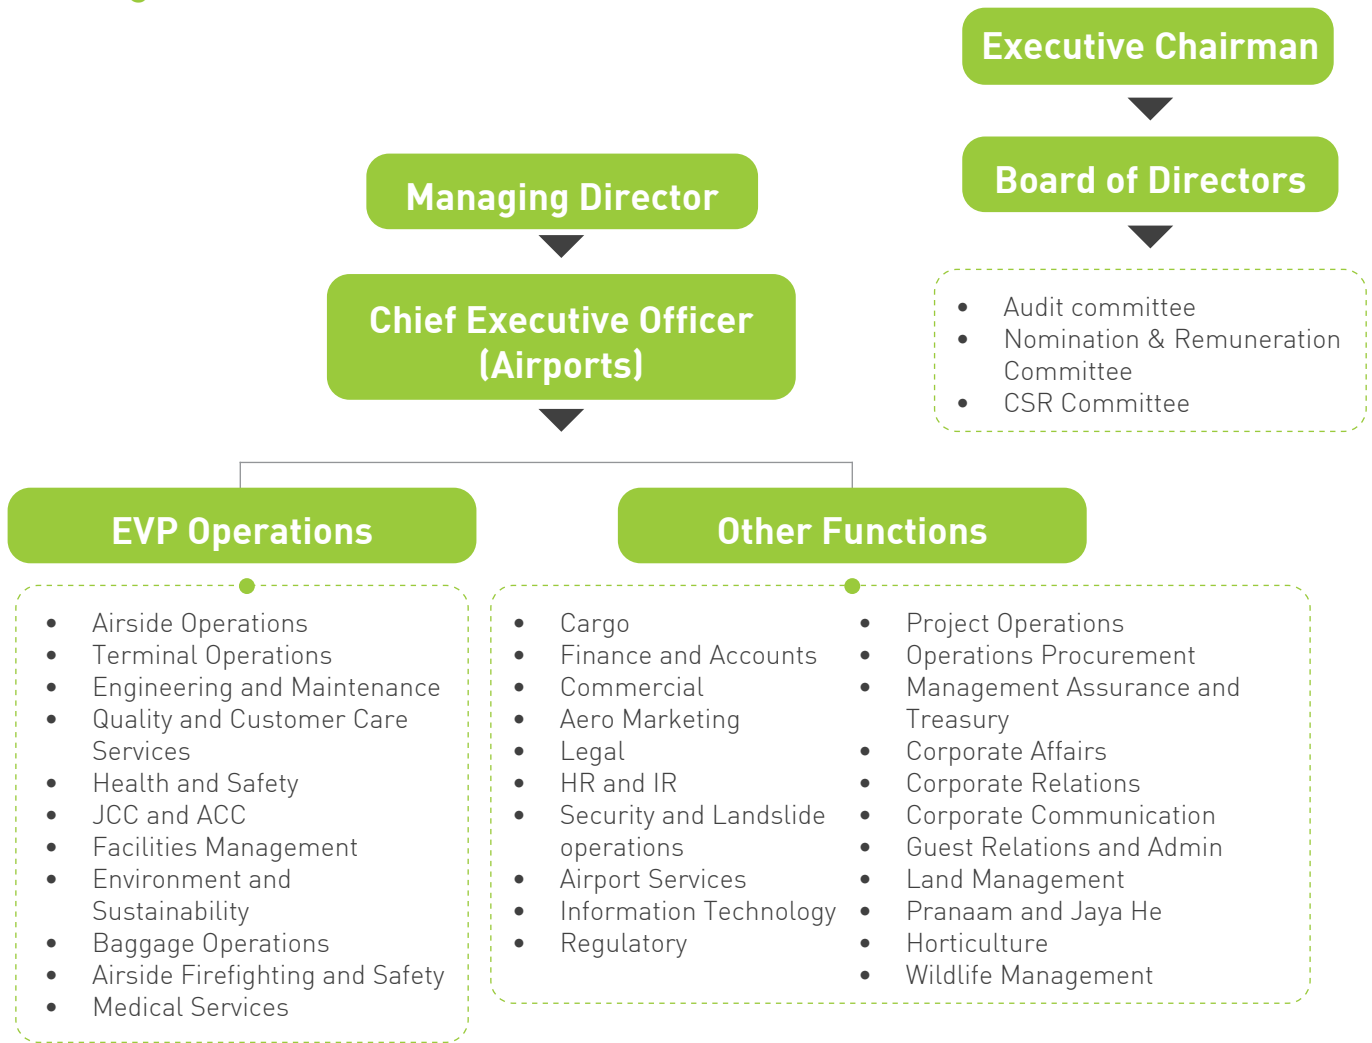 Executive Chairman
Board of Directors
• Audit committee
• Nomination & Remuneration
Committee
• CSR Committee
Managing Director
Chief Executive Officer
(Airports)
EVP Operations
• Airside Operations
• Terminal Operations
• Engineering and Maintenance
• Quality and Customer Care
Services
• Health and Safety
• JCC and ACC
• Facilities Management
• Environment and
Sustainability
• Baggage Operations
• Airside Firefighting and Safety
• Medical Services
Other Functions
• Cargo
• Finance and Accounts
• Commercial
• Aero Marketing
• Legal
• HR and IR
• Security and Landslide
operations
• Airport Services
• Information Technology
• Regulatory
• Project Operations
• Operations Procurement
• Management Assurance and
Treasury
• Corporate Affairs
• Corporate Relations
• Corporate Communication
• Guest Relations and Admin
• Land Management
• Pranaam and Jaya He
• Horticulture
• Wildlife Management